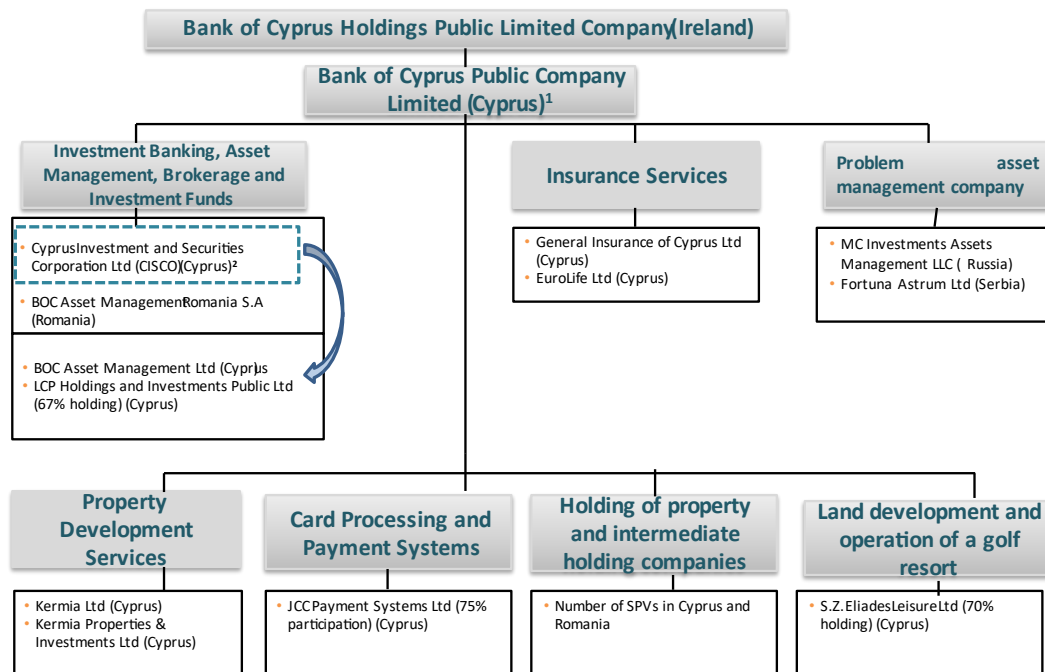 Bank of Cyprus Holdings Public Limited Company(Ireland)
Bank of Cyprus Public Company
Limited (Cyprus)¹
Investment Banking, Asset
Management, Brokerage and
Investment Funds
• CyprusInvestment and Securities
Corporation Ltd (CISCO)(Cyprus)²
• BOC Asset ManagementRomania S.A
(Romania)
• BOC Asset Management Ltd (Cyprus
• LCP Holdings and Investments Public Ltd
(67% holding) (Cyprus)
Insurance Services
• General Insurance of Cyprus Ltd
(Cyprus)
• EuroLife Ltd (Cyprus)
Problem asset
management company
• MC Investments Assets
Management LLC ( Russia)
• Fortuna Astrum Ltd (Serbia)
Property
Development
Services
• Kermia Ltd (Cyprus)
• Kermia Properties &
Investments Ltd (Cyprus)
Card Processing and
Payment Systems
• JCCPayment Systems Ltd (75%
participation) (Cyprus)
Holding of property
and intermediate
holding companies
• Number of SPVs in Cyprus and
Romania
Land development and
operation of a golf
resort
• S.Z.EliadesLeisureLtd (70%
holding) (Cyprus)